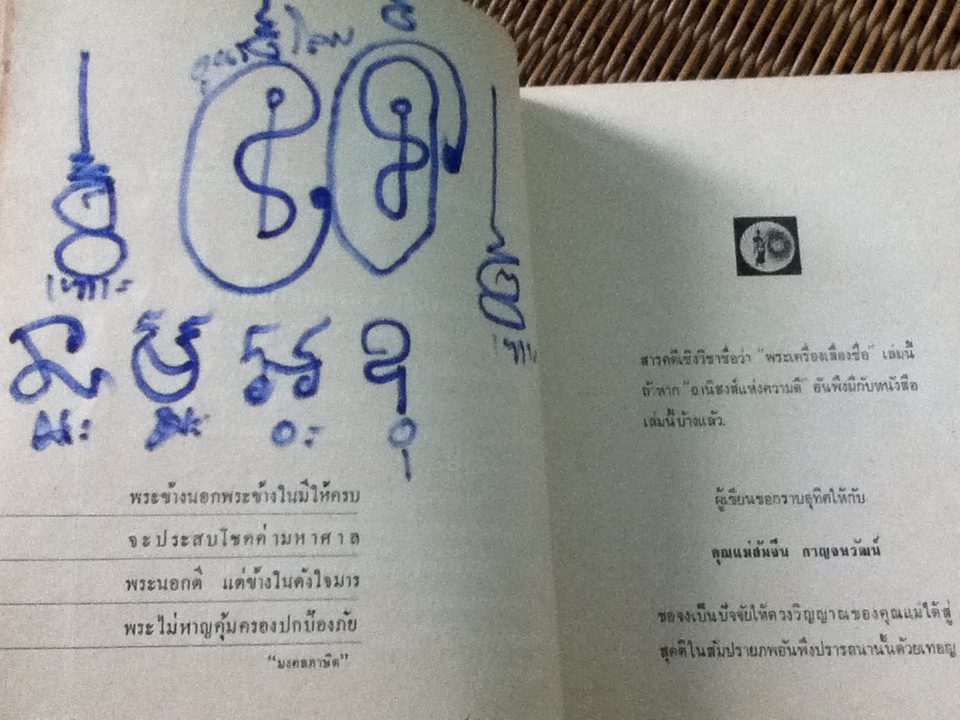 นะ มะ อะ อุ
พระข้างนอกพระข้างในมีให้ครบ
จะประสบโชคค่ามหาศาล
พระนอกดี แต่ข้างในดังใจมาร
พระไม่หาญคุ้มครองปกป้องภัย
"มงคลภาษิต"
สารคดีเชิงวิชาชื่อว่า "พระเครื่องเลื่องชื่อ" เล่มนี้
ถ้าหาก "อานิสงส์แห่งความดี" อันพึงมีกับหนังสือ
เล่มนี้บ้างแล้ว
ผู้เขียนขอกราบอุทิศให้กับ
คุณแม่สัมจีน กาญจนวัฒน์
ขอจงเป็นปัจจัยให้ดวงวิญญาณของคุณแม่ได้สู่
สุคติในสัมปรายภพอันพึงปรารถนานั้นด้วยเทอญ